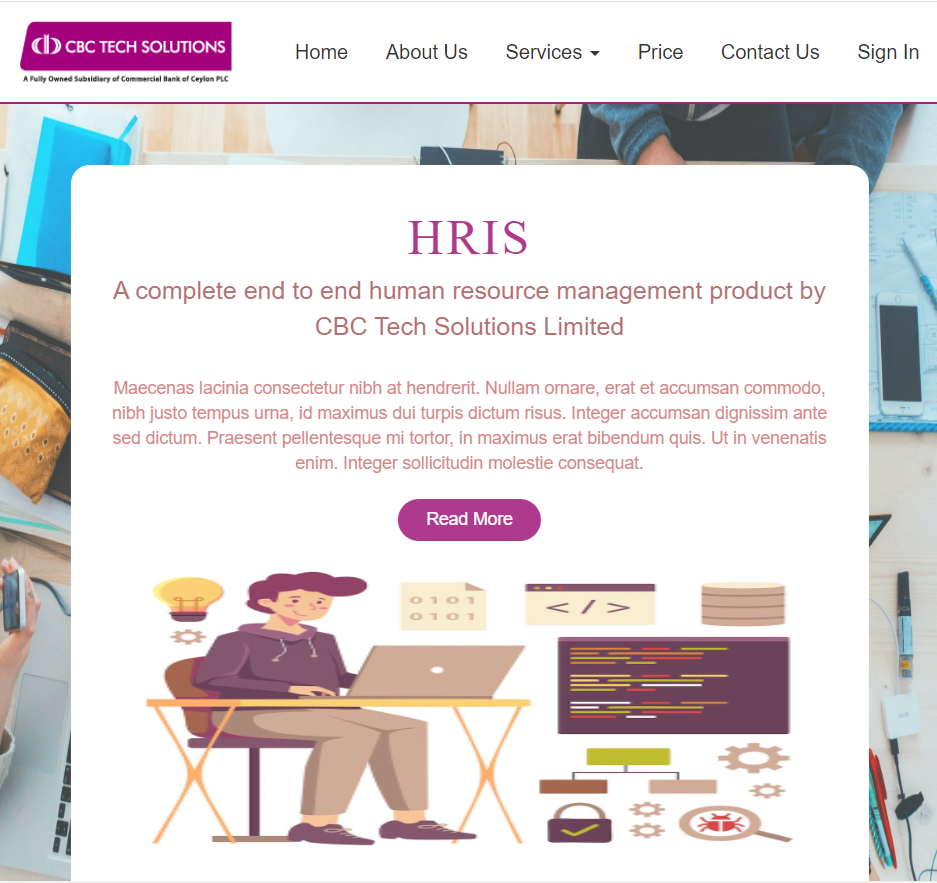 CBC TECH SOLUTIONS
A Fully Owned Subsidiary of Commercial Bank of Ceylon PLC
Home About Us Services Price Contact Us Sign In
HRIS
A complete end to end human resource management product by
CBC Tech Solutions Limited
Maecenas lacinia consectetur nibh at hendrerit. Nullam ornare, erat et accumsan commodo,
nibh justo tempus urna, id maximus dui turpis dictum risus. Integer accumsan dignissim ante
sed dictum. Praesent pellentesque mi tortor, in maximus erat bibendum quis. Ut in venenatis
enim. Integer sollicitudin molestie consequat.
Read More
0101
0101
</>